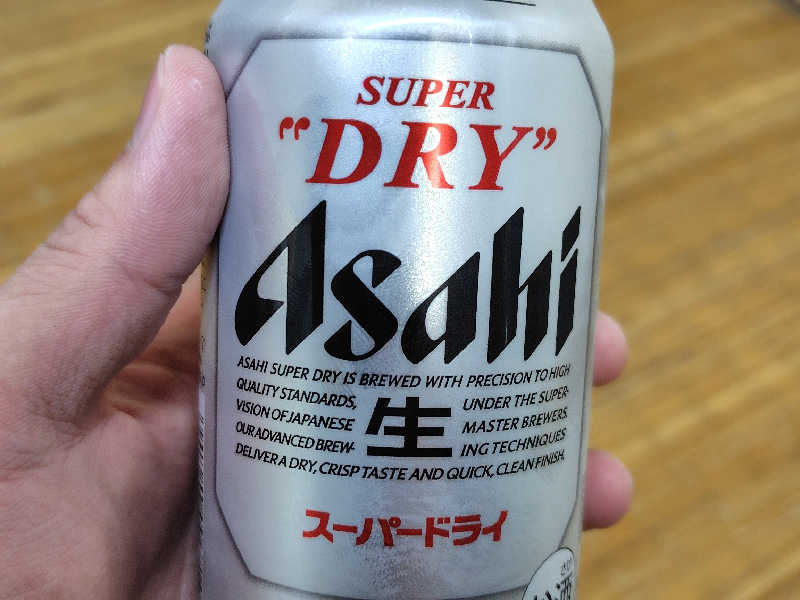 SUPER
"DRY"
Asahi
ASAHI SUPER DRY IS BREWED WITH PRECISION TO HIGH
QUALITY STANDARDS, UNDER THE SUPER-
VISION OF JAPANESE MASTER BREWERS.
OUR ADVANCED BREW- ING TECHNIQUES
生
DELIVER A DRY, CRISP TASTE AND QUICK, CLEAN FINISH.
スーパードライ